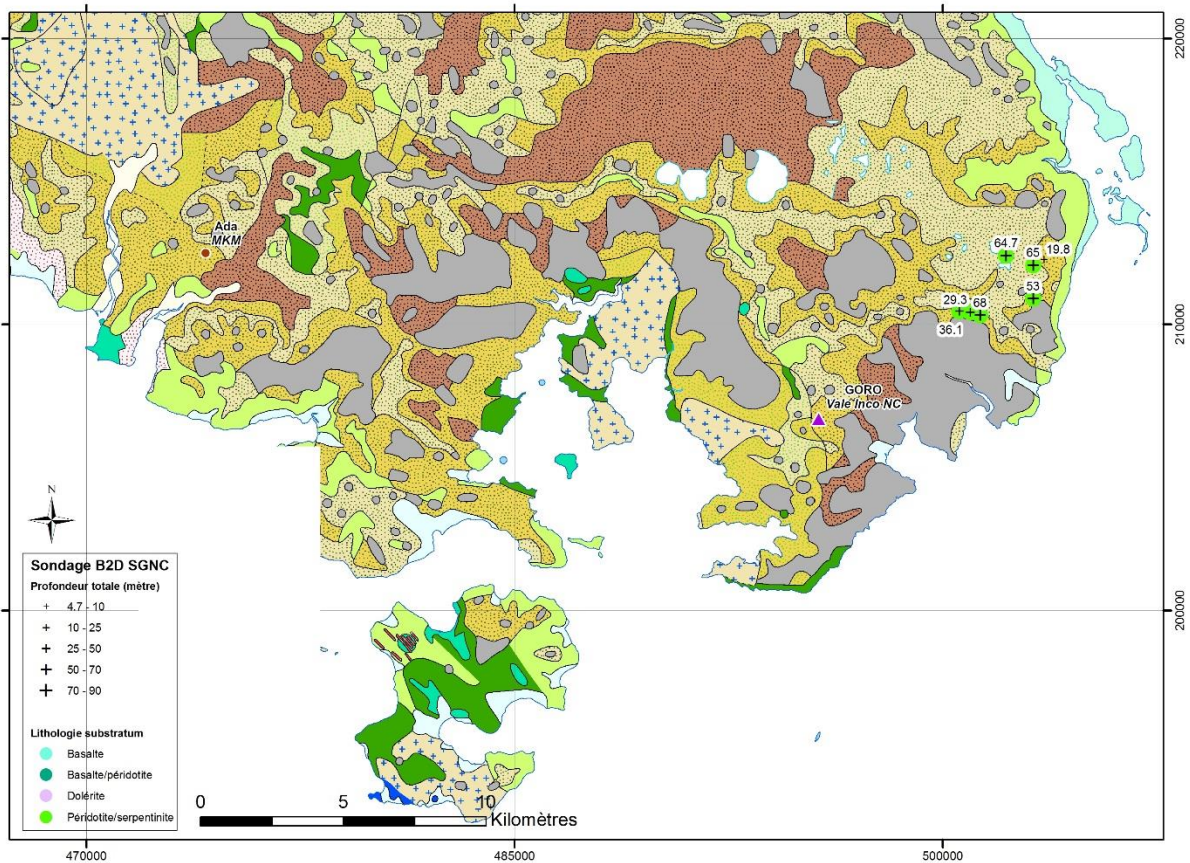 220000
Ada
MKM
64.7
65
19.8
53
29.3
68
36.1
210000
GORO
Vale Inco NC
N
200000
Sondage B2D SGNC
Profondeur totale (mètre)
4.7 - 10
10 - 25
25 - 50
50 - 70
70 - 90
Lithologie substratum
Basalte
Basalte/péridotite
Dolérite
Péridotite/serpentinite
0 5 10
Kilomètres
470000 485000 500000